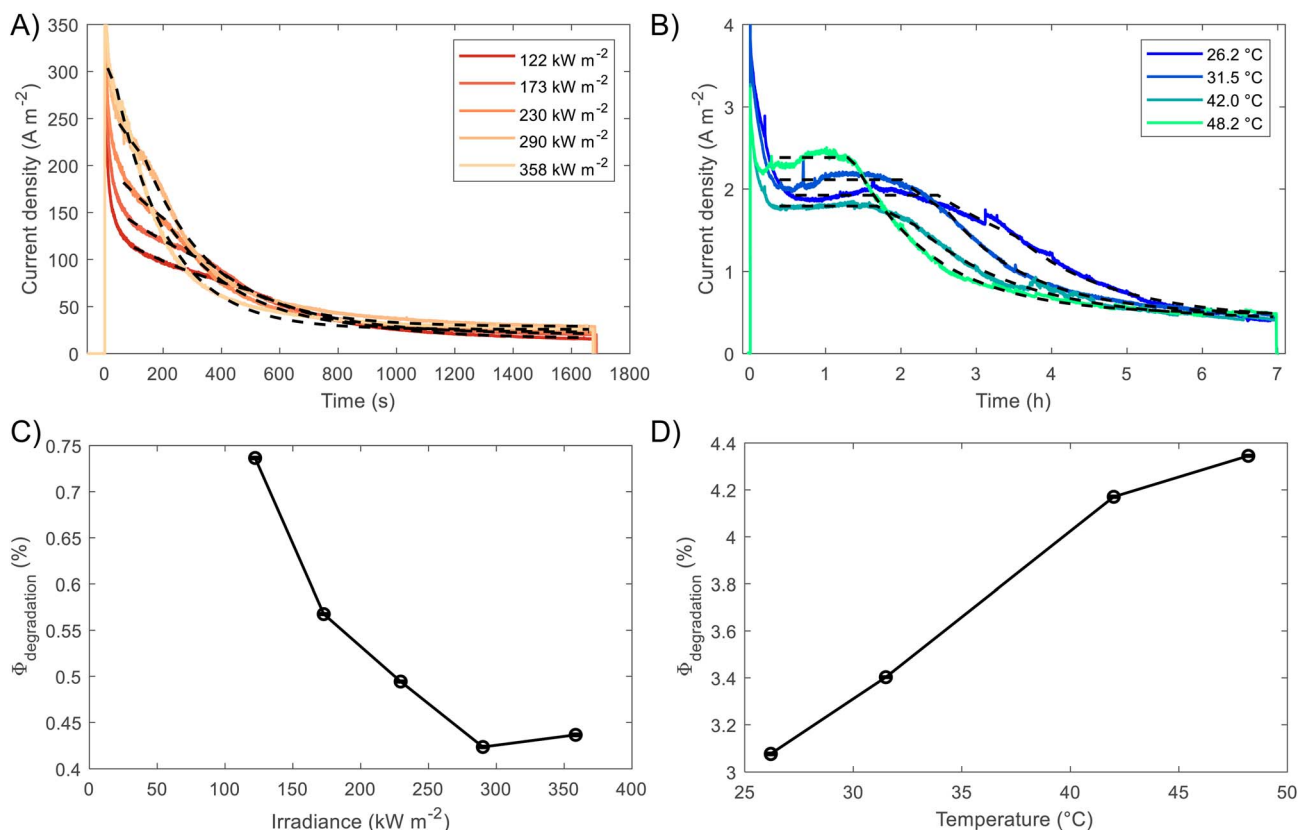 A)
350
300
250
200
150
100
50
0
Current density (A m⁻²)
0 200 400 600 800 1000 1200 1400 1600 1800
Time (s)
122 kW m⁻²
173 kW m⁻²
230 kW m⁻²
290 kW m⁻²
358 kW m⁻²
B)
4
3
2
1
0
Current density (A m⁻²)
0 1 2 3 4 5 6 7
Time (h)
26.2 °C
31.5 °C
42.0 °C
48.2 °C
C)
0.75
0.7
0.65
0.6
0.55
0.5
0.45
0.4
Φdegradation (%)
0 50 100 150 200 250 300 350 400
Irradiance (kW m⁻²)
D)
4.4
4.2
4
3.8
3.6
3.4
3.2
3
Φdegradation (%)
25 30 35 40 45 50
Temperature (°C)